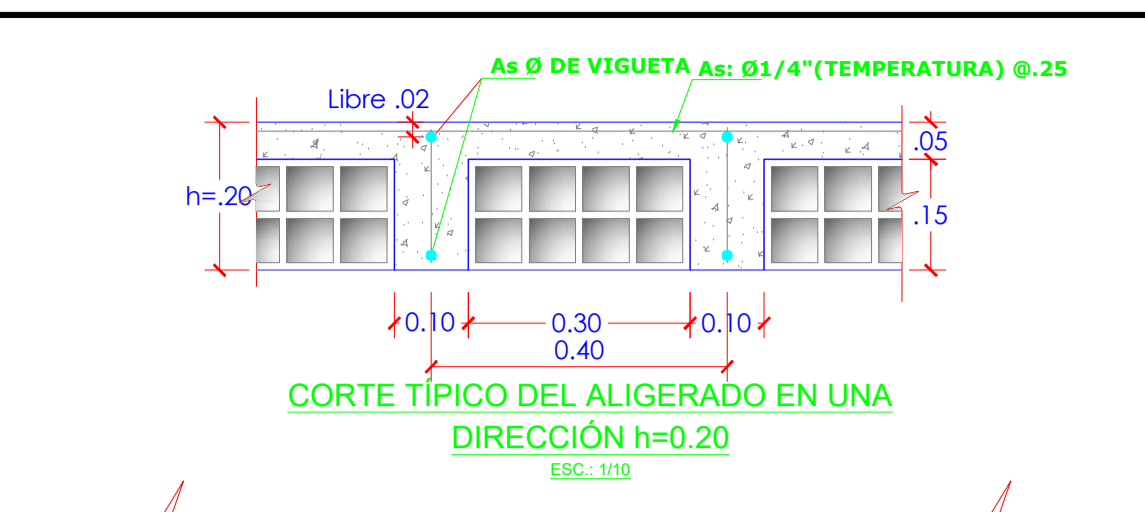 As Ø DE VIGUETA
As: Ø1/4"(TEMPERATURA) @.25
Libre .02
.05
h=.20
.15
0.10
0.30
0.10
0.40
CORTE TÍPICO DEL ALIGERADO EN UNA
DIRECCIÓN h=0.20
ESC.: 1/10